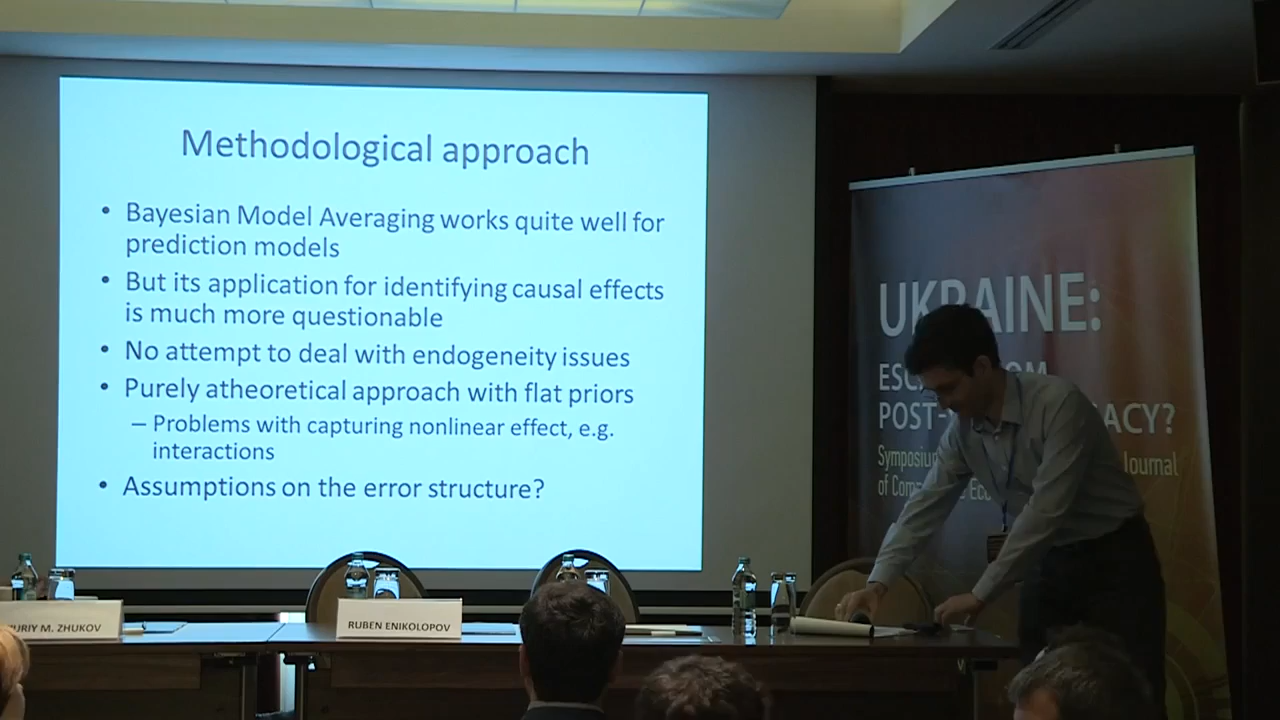 Methodological approach
• Bayesian Model Averaging works quite well for
prediction models
• But its application for identifying causal effects
is much more questionable
• No attempt to deal with endogeneity issues
• Purely atheoretical approach with flat priors
– Problems with capturing nonlinear effect, e.g.
interactions
• Assumptions on the error structure?
UKRAINE:
POST-
Symposium
Journal
of
YURIY M. ZHUKOV
RUBEN ENIKOLOPOV